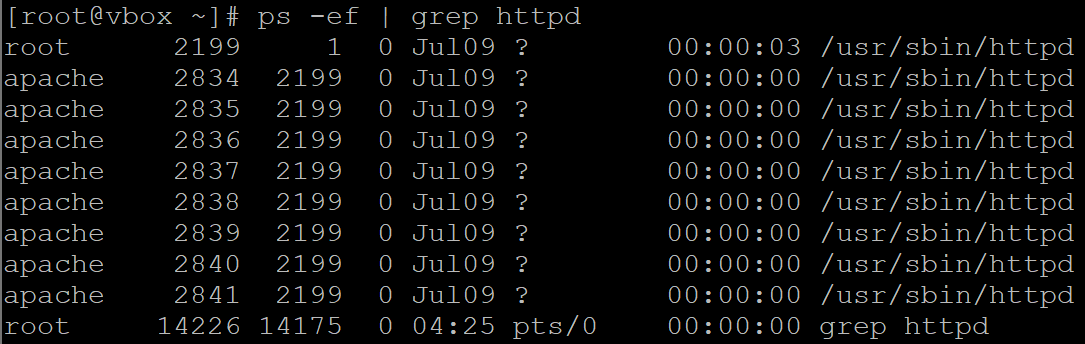 [root@vbox ~]# ps -ef | grep httpd
root      2199     1  0 Jul09 ?        00:00:03 /usr/sbin/httpd
apache    2834  2199  0 Jul09 ?        00:00:00 /usr/sbin/httpd
apache    2835  2199  0 Jul09 ?        00:00:00 /usr/sbin/httpd
apache    2836  2199  0 Jul09 ?        00:00:00 /usr/sbin/httpd
apache    2837  2199  0 Jul09 ?        00:00:00 /usr/sbin/httpd
apache    2838  2199  0 Jul09 ?        00:00:00 /usr/sbin/httpd
apache    2839  2199  0 Jul09 ?        00:00:00 /usr/sbin/httpd
apache    2840  2199  0 Jul09 ?        00:00:00 /usr/sbin/httpd
apache    2841  2199  0 Jul09 ?        00:00:00 /usr/sbin/httpd
root     14226 14175  0 04:25 pts/0    00:00:00 grep httpd